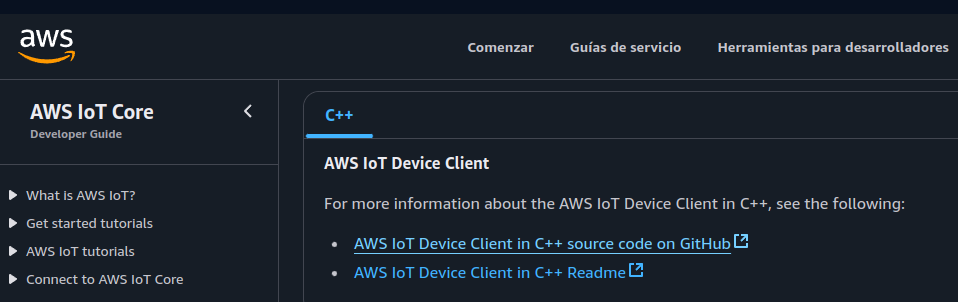 aws
Comenzar Guías de servicio Herramientas para desarrolladores
AWS IoT Core
Developer Guide
What is AWS IoT?
Get started tutorials
AWS IoT tutorials
Connect to AWS IoT Core
C++
AWS IoT Device Client
For more information about the AWS IoT Device Client in C++, see the following:
• AWS IoT Device Client in C++ source code on GitHub
• AWS IoT Device Client in C++ Readme